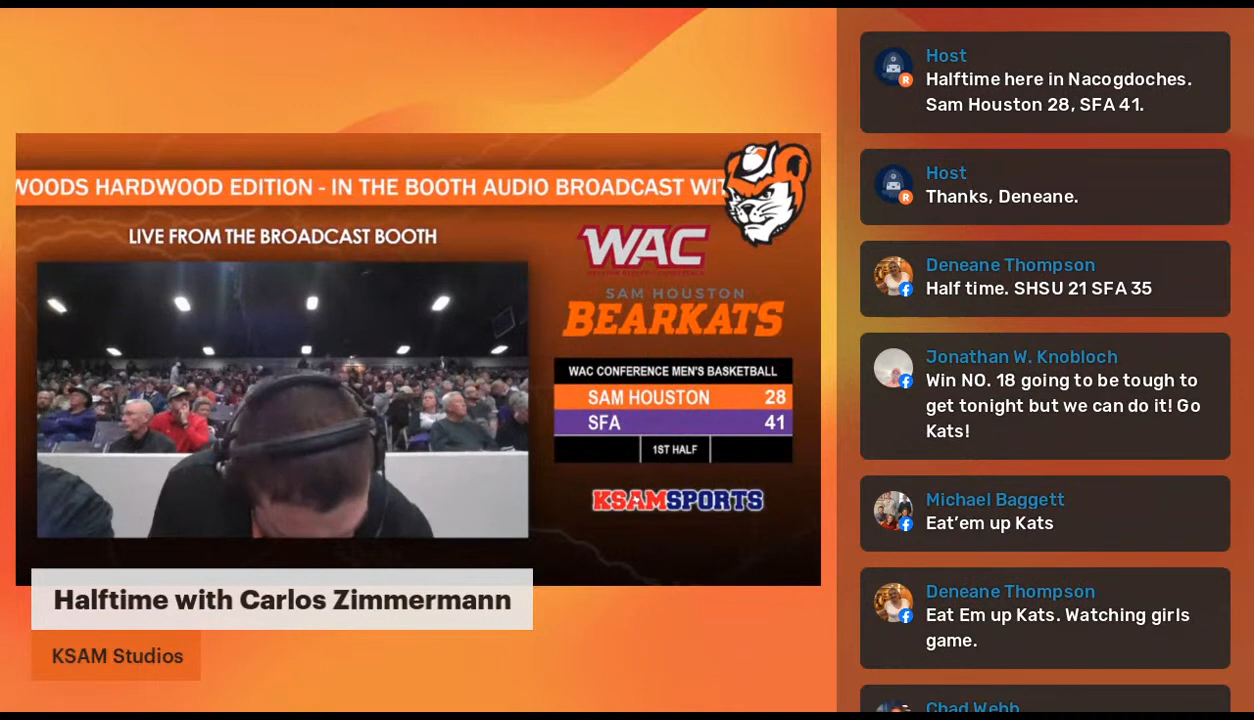 WOODS HARDWOOD EDITION - IN THE BOOTH AUDIO BROADCAST WIT
LIVE FROM THE BROADCAST BOOTH
WAC
SAM HOUSTON
BEARKATS
WAC CONFERENCE MEN'S BASKETBALL
SAM HOUSTON 28
SFA 41
1ST HALF
KSAMSPORTS
Halftime with Carlos Zimmermann
KSAM Studios
Host
Halftime here in Nacogdoches.
Sam Houston 28, SFA 41.
Host
Thanks, Deneane.
Deneane Thompson
Half time. SHSU 21 SFA 35
Jonathan W. Knobloch
Win NO. 18 going to be tough to
get tonight but we can do it! Go
Kats!
Michael Baggett
Eat’em up Kats
Deneane Thompson
Eat Em up Kats. Watching girls
game.
Chad Webb